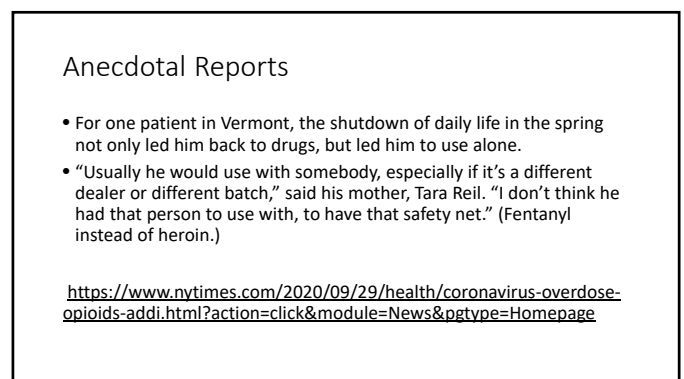 Anecdotal Reports
• For one patient in Vermont, the shutdown of daily life in the spring
not only led him back to drugs, but led him to use alone.
• “Usually he would use with somebody, especially if it’s a different
dealer or different batch,” said his mother, Tara Reil. “I don’t think he
had that person to use with, to have that safety net.” (Fentanyl
instead of heroin.)
https://www.nytimes.com/2020/09/29/health/coronavirus-overdose-
opioids-addi.html?action=click&module=News&pgtype=Homepage